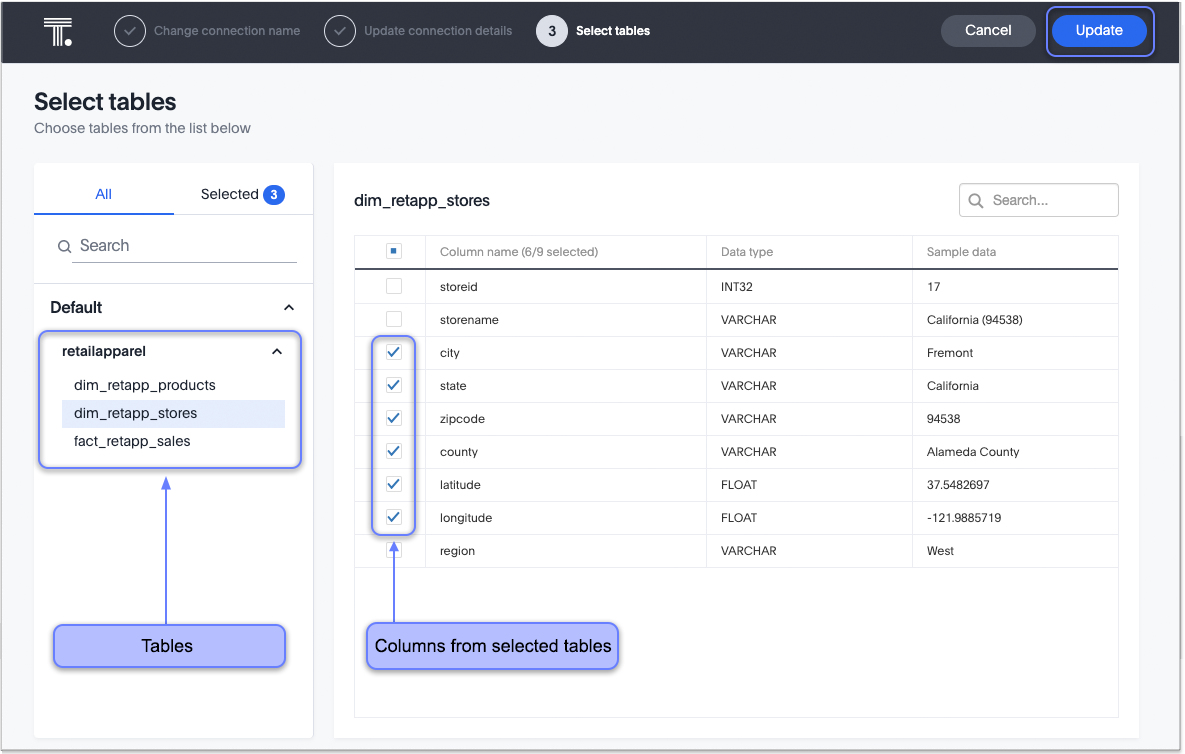 T.
Change connection name
Update connection details
3 Select tables
Cancel
Update
Select tables
Choose tables from the list below
All
Selected 3
Search
Default
retailapparel
dim_retapp_products
dim_retapp_stores
fact_retapp_sales
Tables
dim_retapp_stores
Search...
Column name (6/9 selected) Data type Sample data
storeid INT32 17
storename VARCHAR California (94538)
city VARCHAR Fremont
state VARCHAR California
zipcode VARCHAR 94538
county VARCHAR Alameda County
latitude FLOAT 37.5482697
longitude FLOAT -121.9885719
region VARCHAR West
Columns from selected tables